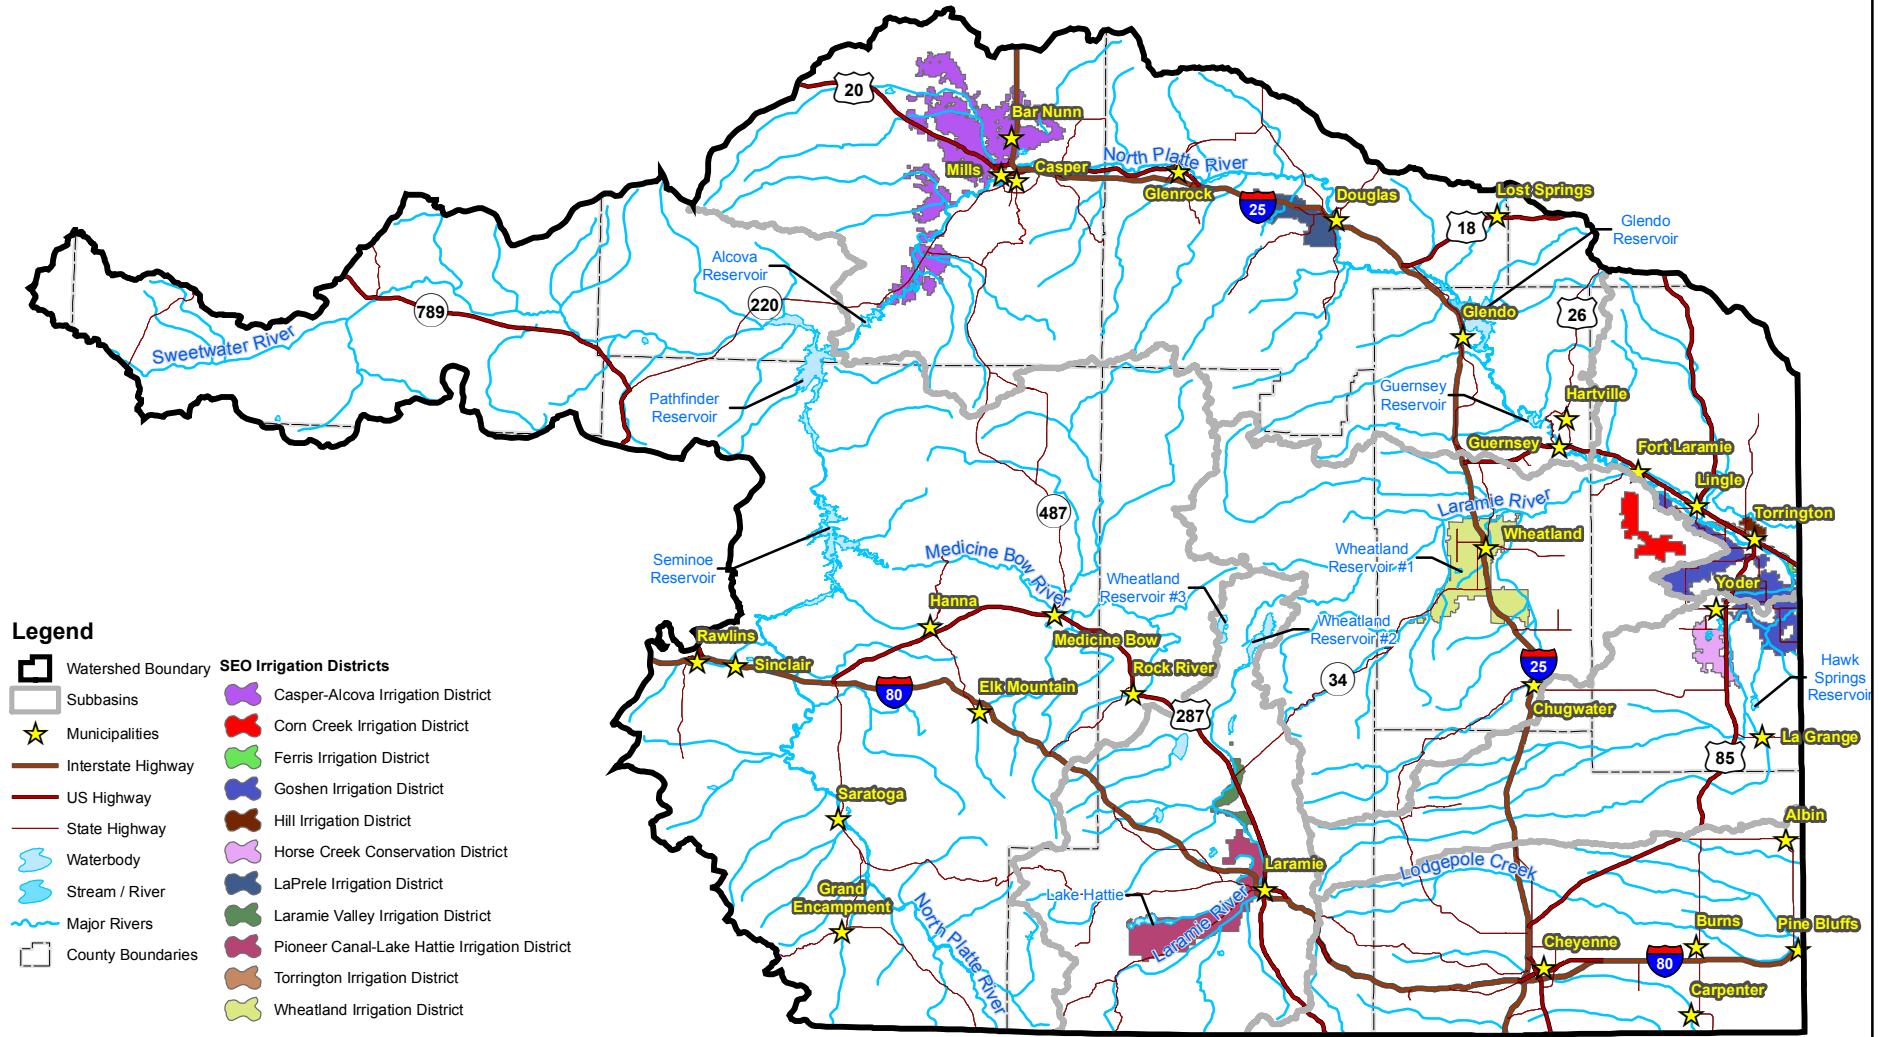 20
Bar Nunn
North Platte River
Mills
Casper
Glenrock
25
Douglas
Lost Springs
18
Glendo
Reservoir
Alcova
Reservoir
220
789
Sweetwater River
26
Glendo
Pathfinder
Reservoir
Guernsey
Reservoir
Hartville
Guernsey
Fort Laramie
Lingle
Torrington
Laramie River
487
Wheatland
Wheatland
Reservoir #1
Medicine Bow River
Seminoe
Reservoir
Wheatland
Reservoir #3
Yoder
Hanna
Wheatland
Reservoir #2
Medicine Bow
Rawlins
Sinclair
Rock River
34
25
Hawk
Springs
Reservoir
80
Elk Mountain
287
Chugwater
La Grange
85
Saratoga
Albin
Laramie
Lodgepole Creek
Grand
Encampment
Lake Hattie
North Platte River
Laramie River
Burns
Pine Bluffs
Cheyenne
80
Carpenter
Legend
Watershed Boundary
Subbasins
Municipalities
Interstate Highway
US Highway
State Highway
Waterbody
Stream / River
Major Rivers
County Boundaries
SEO Irrigation Districts
Casper-Alcova Irrigation District
Corn Creek Irrigation District
Ferris Irrigation District
Goshen Irrigation District
Hill Irrigation District
Horse Creek Conservation District
LaPrele Irrigation District
Laramie Valley Irrigation District
Pioneer Canal-Lake Hattie Irrigation District
Torrington Irrigation District
Wheatland Irrigation District